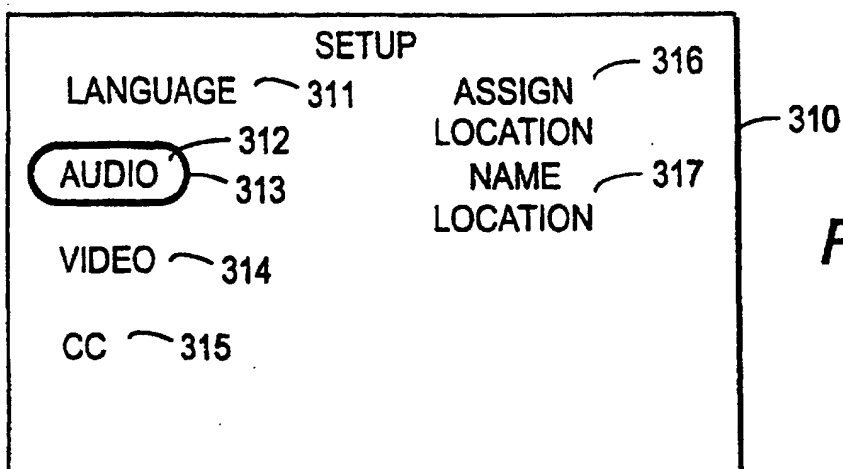 SETUP
LANGUAGE 311
312
AUDIO 313
VIDEO 314
CC 315
ASSIGN LOCATION 316
NAME LOCATION 317
310
F